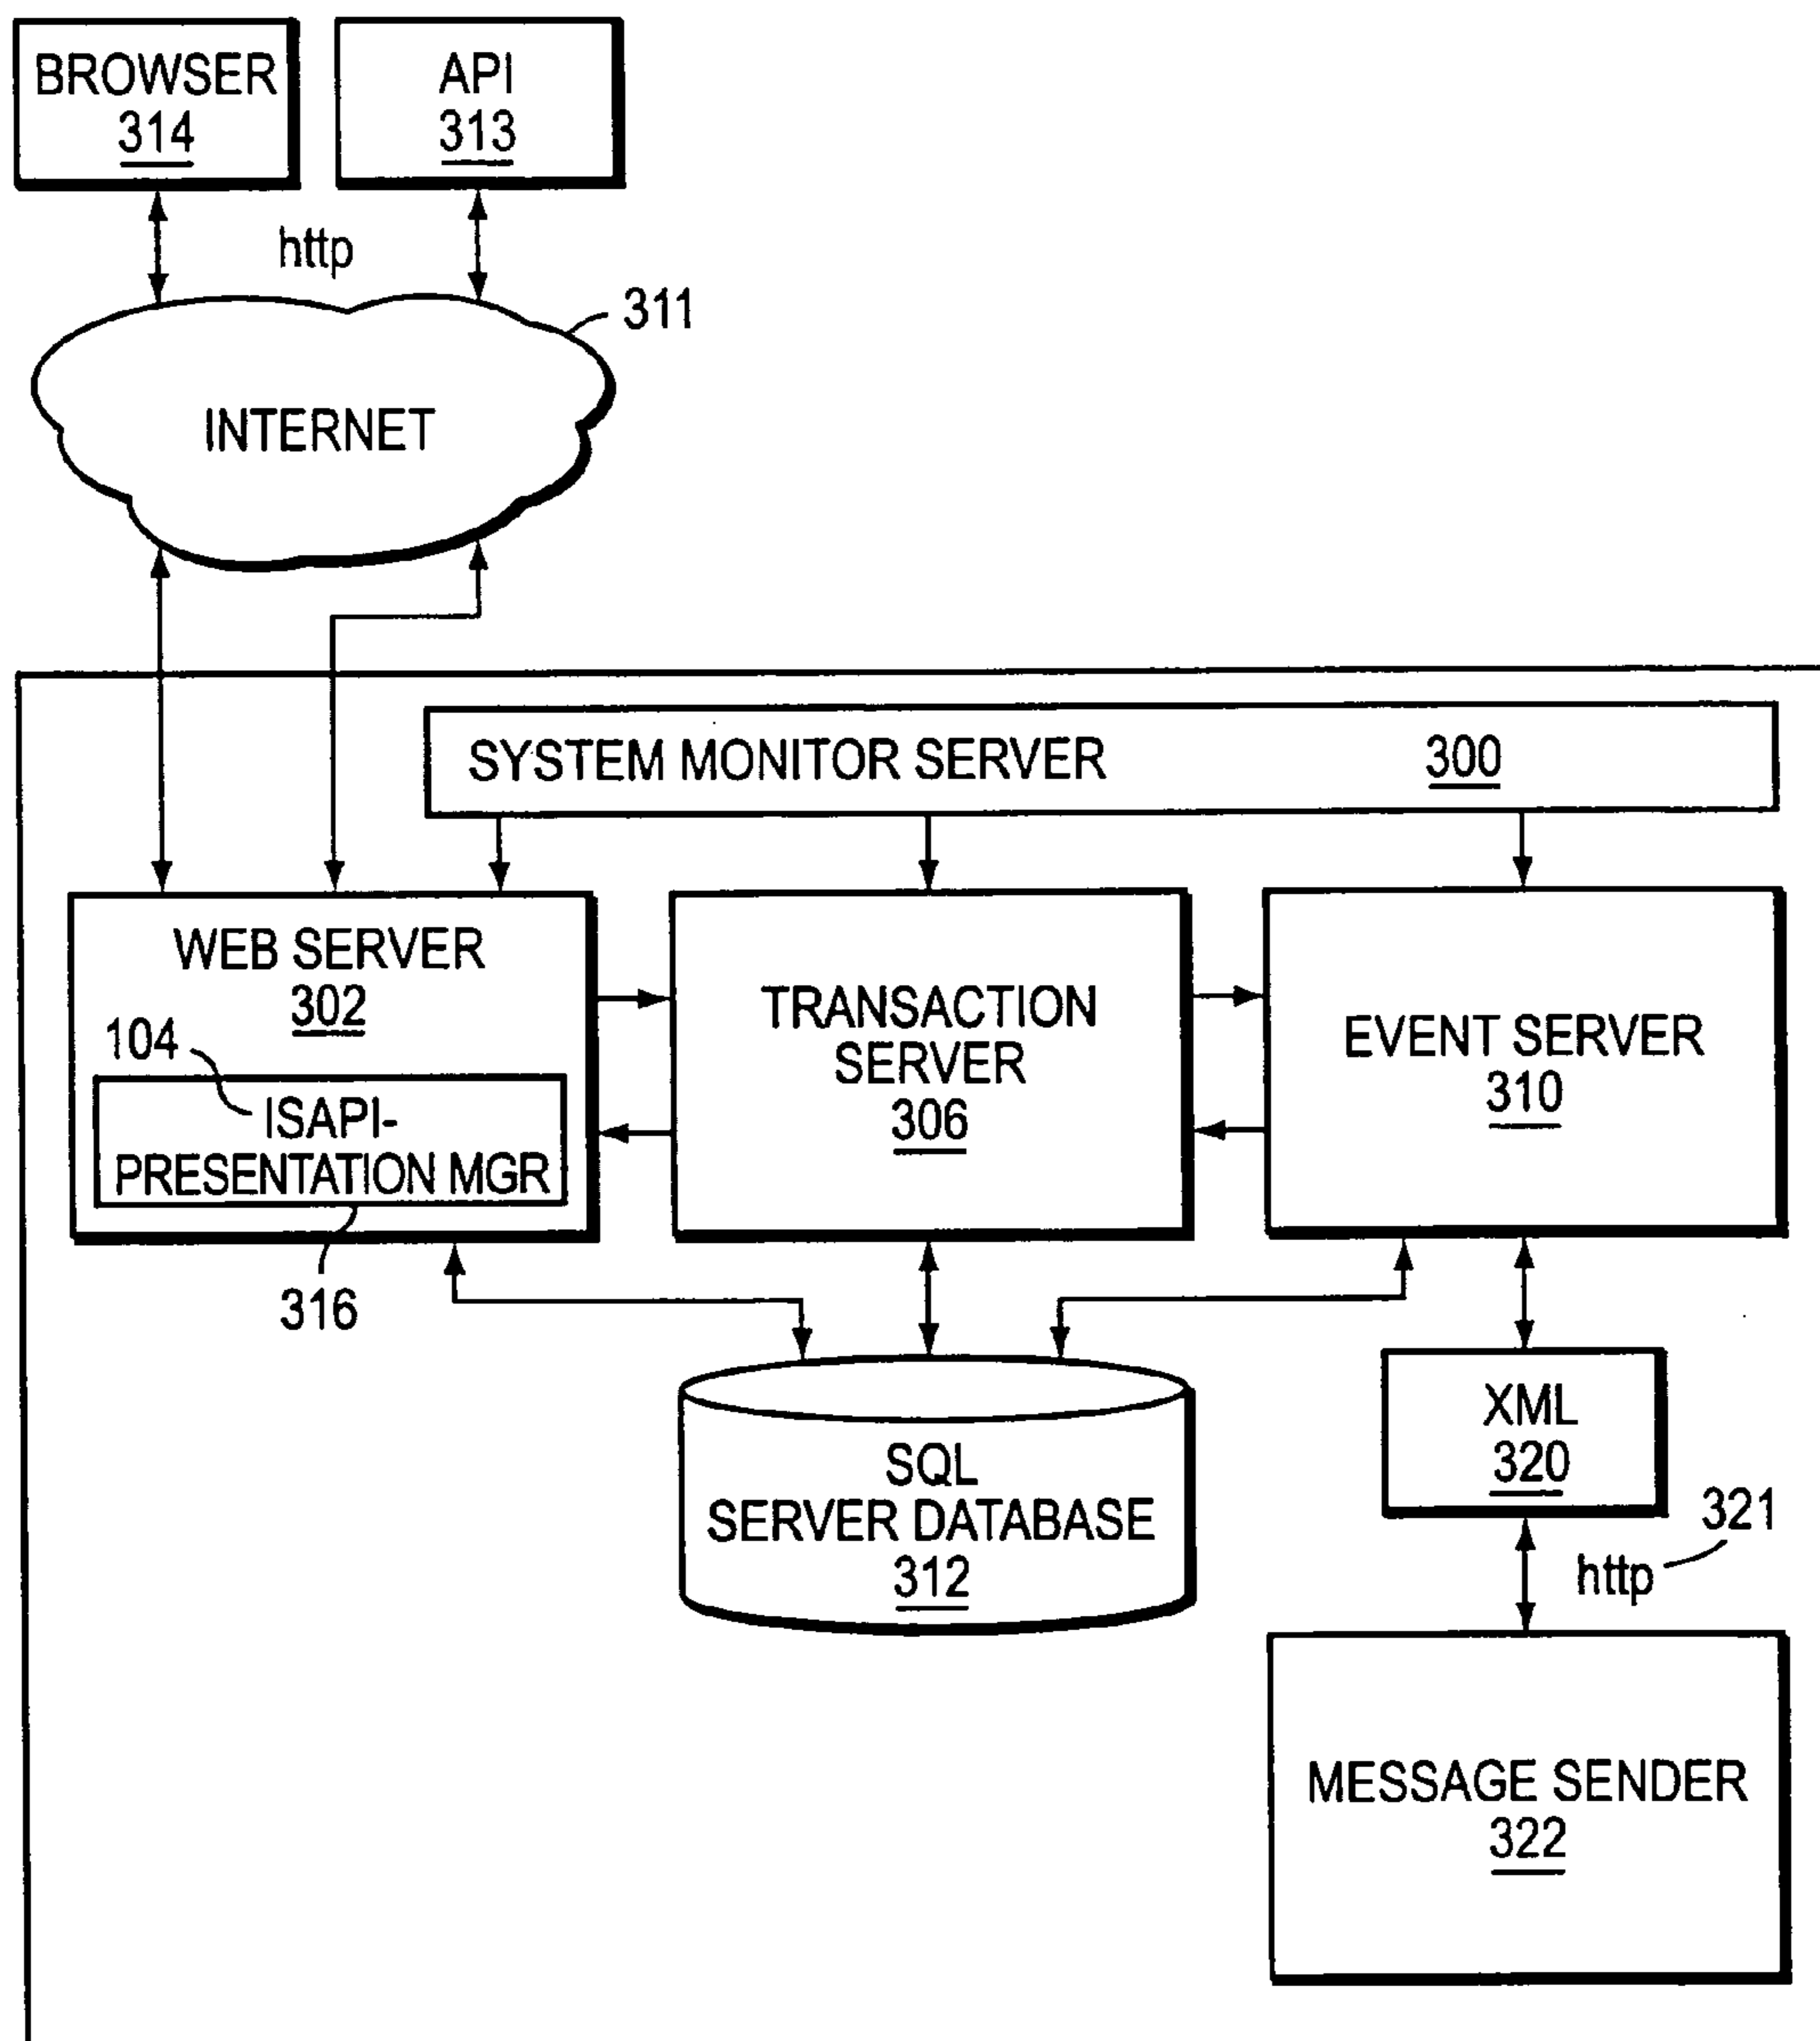 BROWSER
314
API
313
http
311
INTERNET
SYSTEM MONITOR SERVER 300
WEB SERVER
302
104
ISAPI-
PRESENTATION MGR
316
TRANSACTION
SERVER
306
EVENT SERVER
310
SQL
SERVER DATABASE
312
XML
320
321
http
MESSAGE SENDER
322